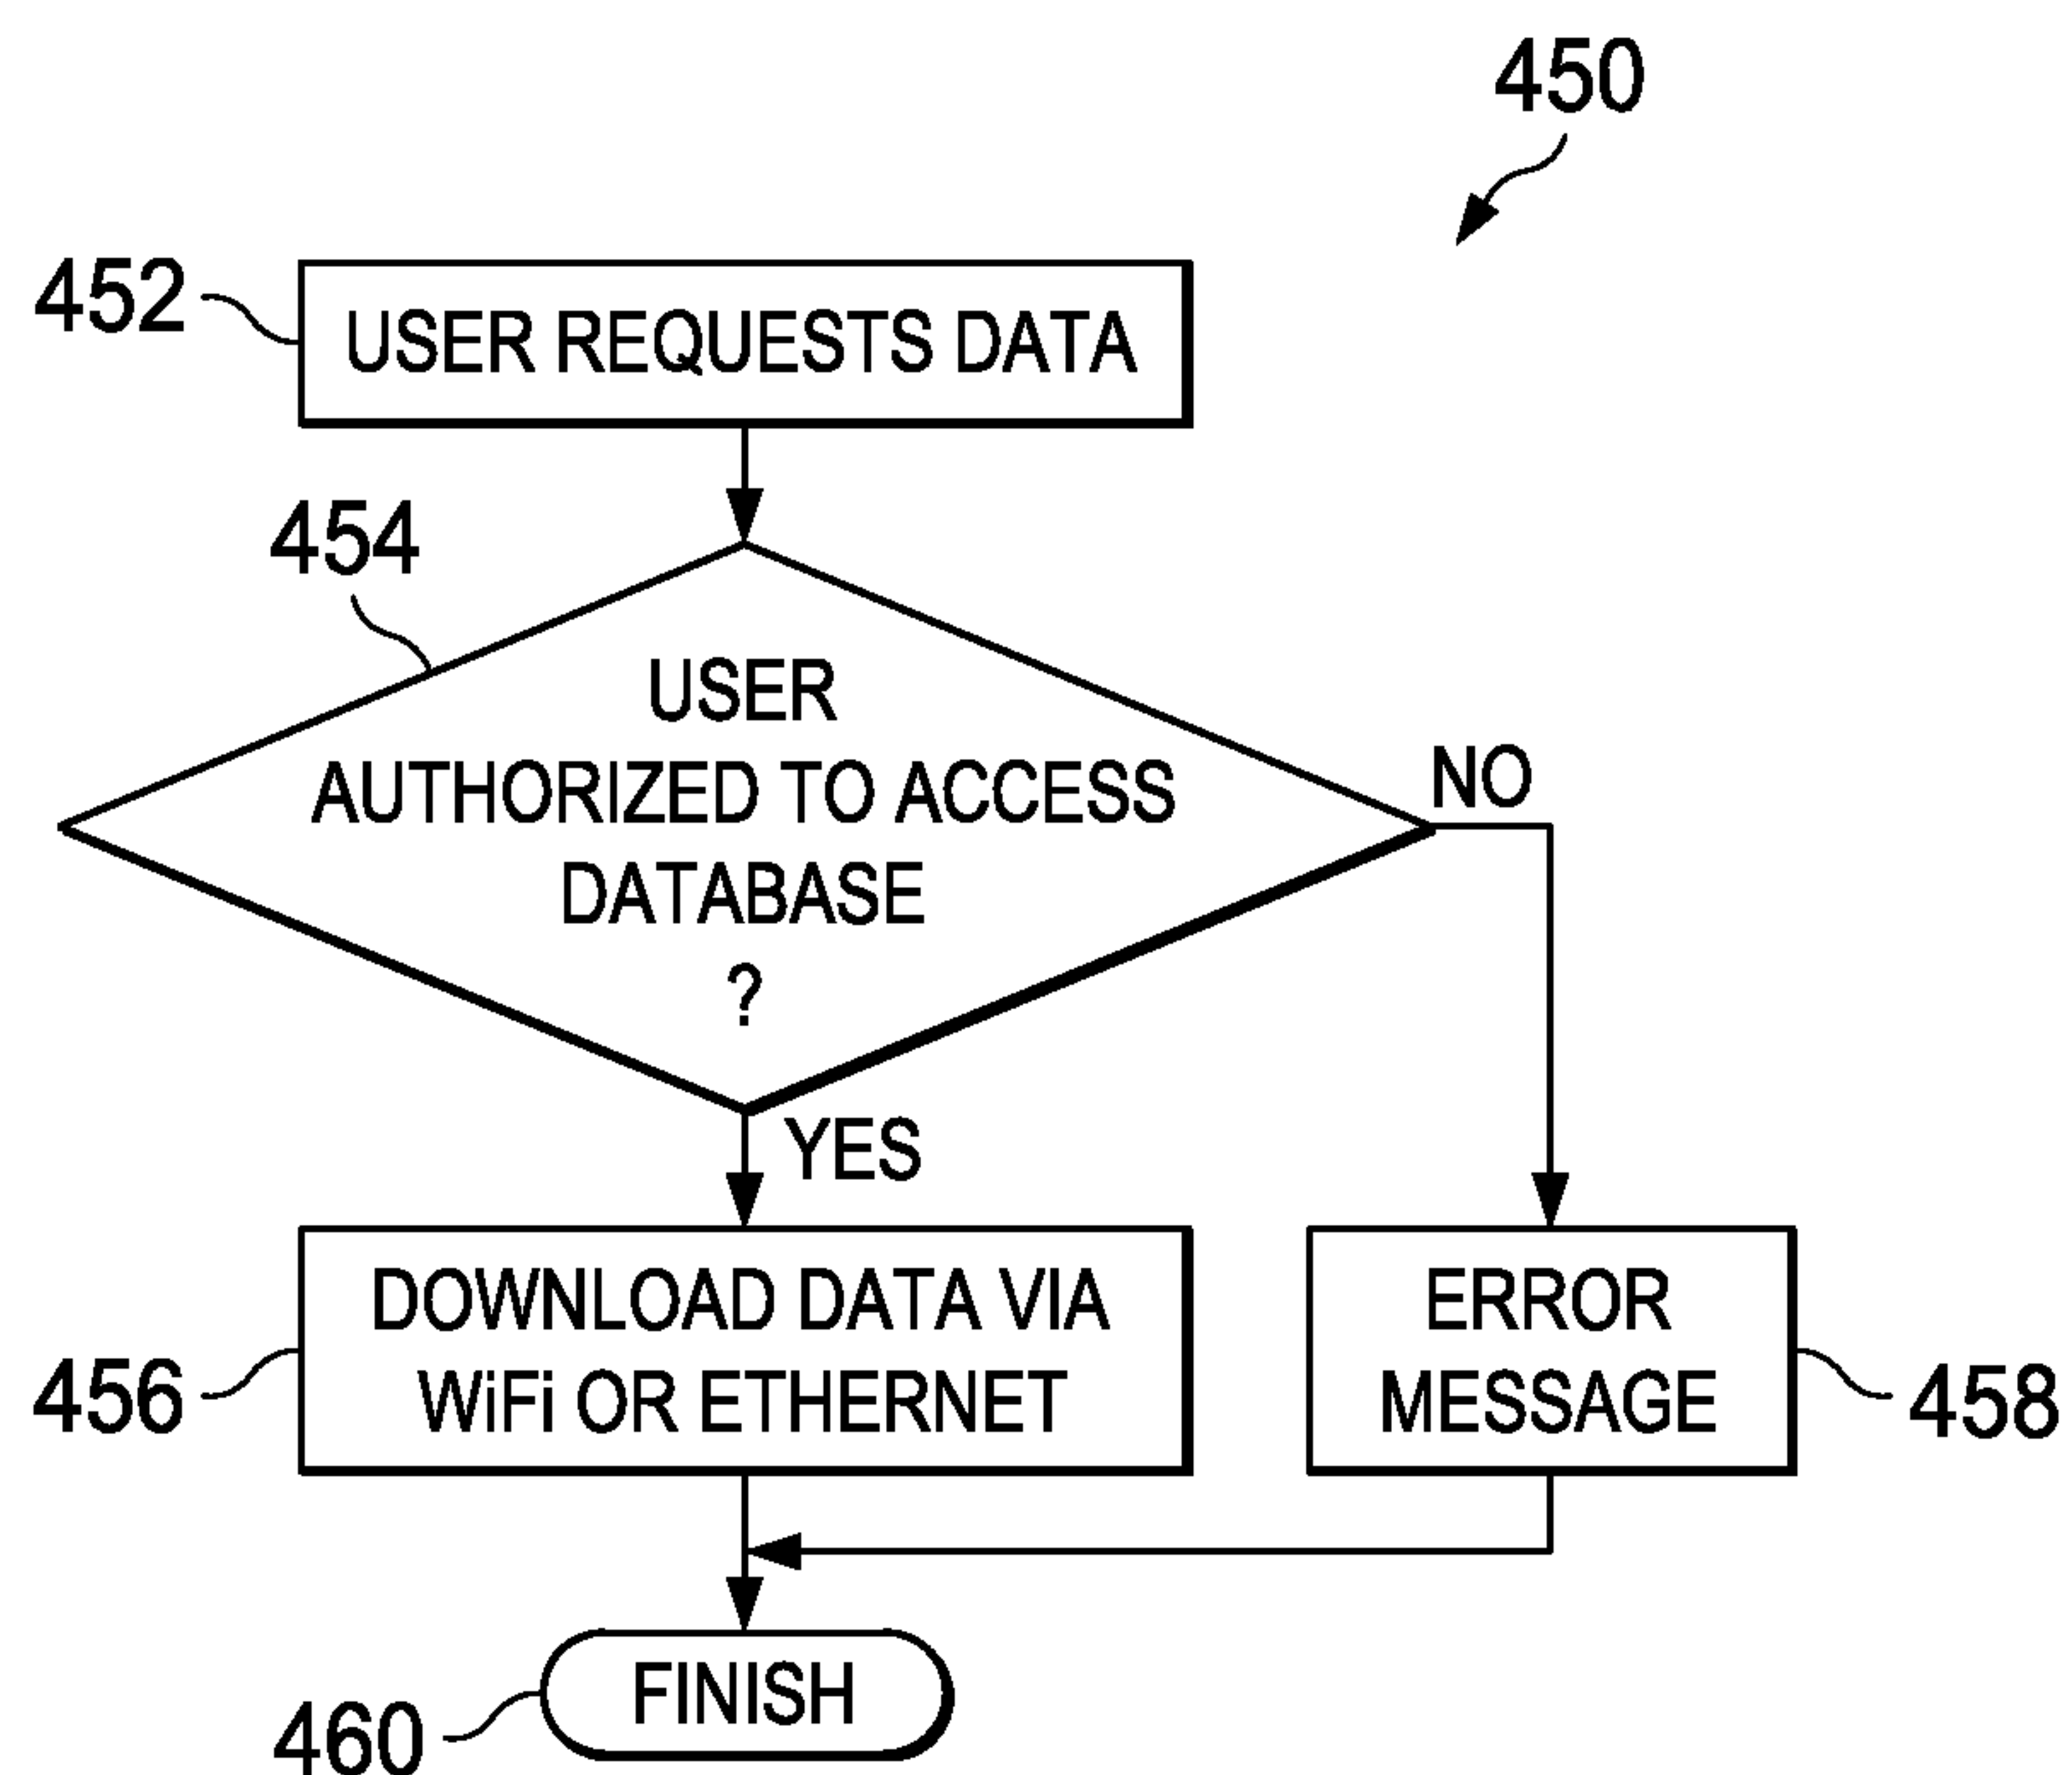 450
452
USER REQUESTS DATA
454
USER
AUTHORIZED TO ACCESS
DATABASE
?
NO
YES
DOWNLOAD DATA VIA
WiFi OR ETHERNET
456
ERROR
MESSAGE
458
FINISH
460